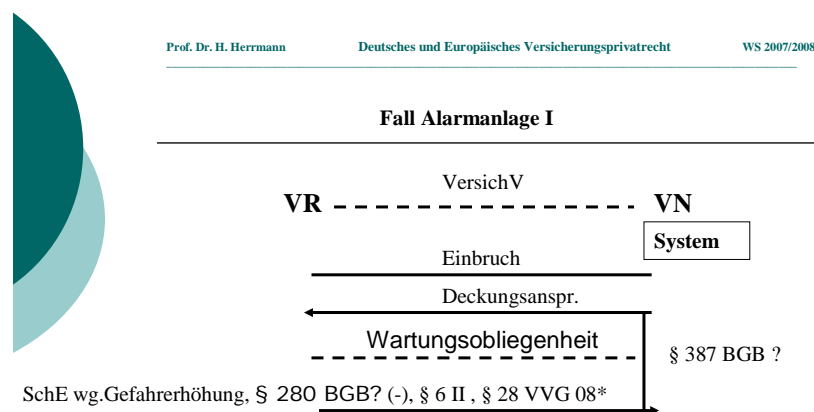 Prof. Dr. H. Herrmann Deutsches und Europäisches Versicherungsprivatrecht WS 2007/2008
Fall Alarmanlage I
VersichV
VR VN
System
Einbruch
Deckungsanspr.
Wartungsobliegenheit
§ 387 BGB ?
SchE wg.Gefahrerhöhung, § 280 BGB? (-), § 6 II , § 28 VVG 08*